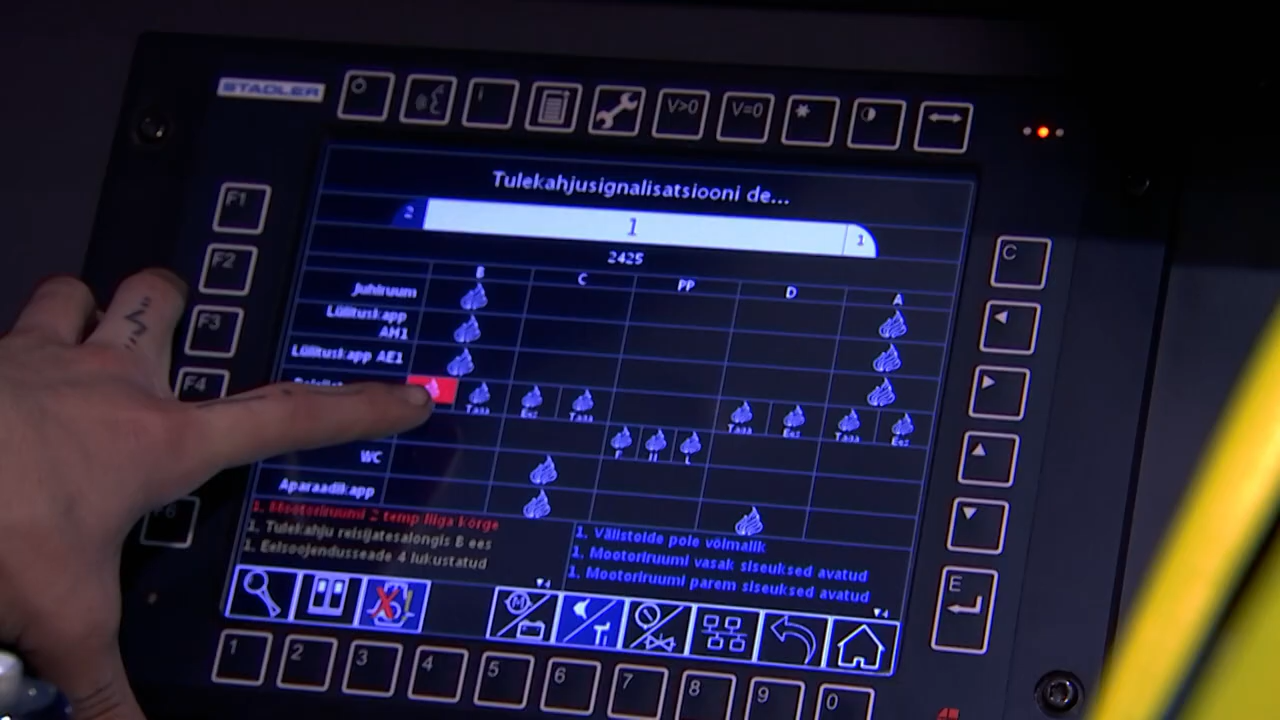 STADLER
V>0 V=0
Tulekahjusignalisatsiooni de...
2 1 1
2425
B C PP D A
Juhiruum
Lülituskapp
AM1
Lülituskapp AE1
Taga Ees Taga Taga Ees Taga Ees
WC
Aparaadikapp
1. Mootoriruumi 2 temp liiga kõrge
1. Tulekahju reisijatesalongis B ees
1. Eelsoojendusseade 4 lukustatud
1. Välistoide pole võimalik
1. Mootoriruumi vasak siseuksed avatud
1. Mootoriruumi parem siseuksed avatud
F1
F2
F3
F4
F6
C
E
1 2 3 4 5 6 7 8 9 0